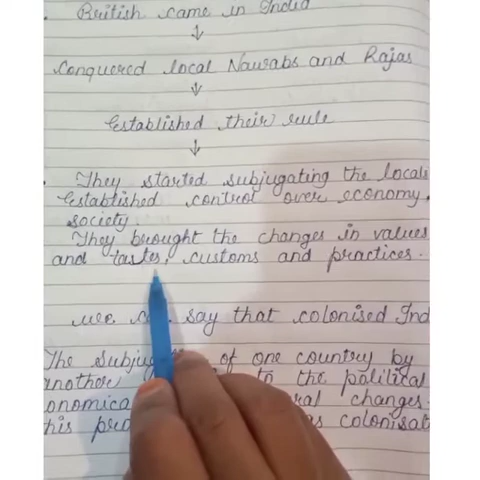 British came in India
↓
Conquered local Nawabs and Rajas
↓
Established their rule
↓
. They started subjugating the locals
Established control over economy,
society.
They brought the changes in values
and tastes, customs and practices.
we say that colonised Ind
The of one country by
another to the political
onomica ral changes.
his as colonisat